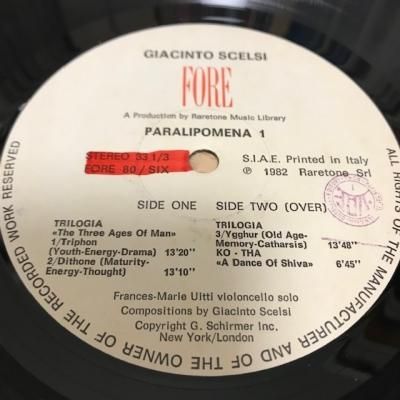 GIACINTO SCELSI
FORE
A Production by Raretone Music Library
PARALIPOMENA 1
STEREO 33 1/3
FORE 80/SIX
S.I.A.E. Printed in Italy
℗ 1982 Raretone Srl
SIDE ONE
SIDE TWO (OVER)
TRILOGIA
«The Three Ages Of Man»
1/Triphon
(Youth-Energy-Drama) 13'20"
2/Dithone (Maturity-
Energy-Thought) 13'10"
TRILOGIA
3/Ygghur (Old Age-
Memory-Catharsis) 13'48"
KO - THA
«A Dance Of Shiva» 6'45"
Frances-Marie Uitti violoncello solo
Compositions by Giacinto Scelsi
Copyright G. Schirmer Inc.
New York/London
OF THE MANUFACTURER AND OF THE OWNER OF THE RECORDED WORK RESERVED